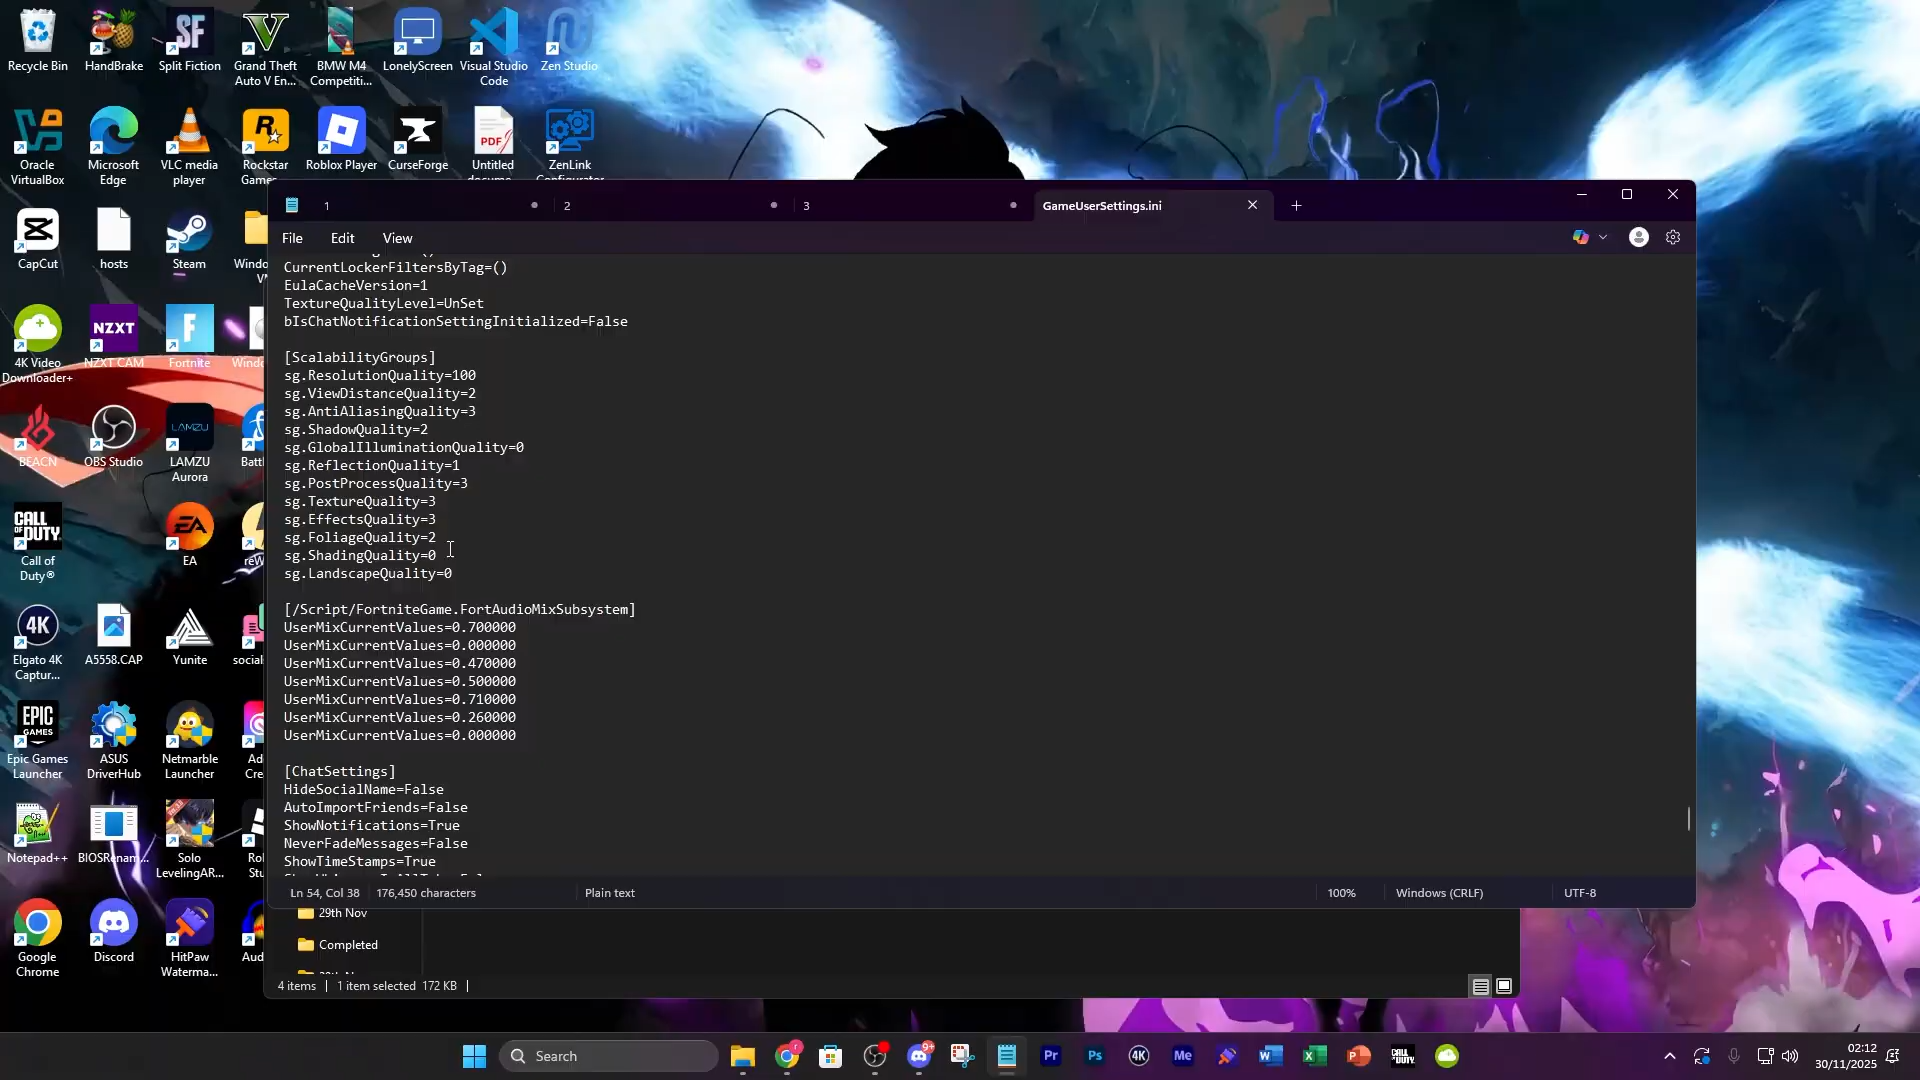 Recycle Bin
HandBrake
Split Fiction
Grand Theft
Auto V En...
BMW M4
Competiti...
LonelyScreen
Visual Studio
Code
Zen Studio
Oracle
VirtualBox
Microsoft
Edge
VLC media
player
Rockstar
Games
Roblox Player
CurseForge
Untitled
ZenLink
CapCut
hosts
Steam
4K Video
Downloader+
NZXT CAM
Fortnite
BEACN
OBS Studio
LAMZU
Aurora
Call of
Duty®
EA
Elgato 4K
Captur...
A5558.CAP
Yunite
social
Epic Games
Launcher
ASUS
DriverHub
Netmarble
Launcher
Notepad++
BIOSRenam...
Solo
LevelingAR...
Google
Chrome
Discord
HitPaw
Waterma...
1
2
3
GameUserSettings.ini
File
Edit
View
CurrentLockerFiltersByTag=()
EulaCacheVersion=1
TextureQualityLevel=UnSet
bIsChatNotificationSettingInitialized=False
[ScalabilityGroups]
sg.ResolutionQuality=100
sg.ViewDistanceQuality=2
sg.AntiAliasingQuality=3
sg.ShadowQuality=2
sg.GlobalIlluminationQuality=0
sg.ReflectionQuality=1
sg.PostProcessQuality=3
sg.TextureQuality=3
sg.EffectsQuality=3
sg.FoliageQuality=2
sg.ShadingQuality=0
sg.LandscapeQuality=0
[/Script/FortniteGame.FortAudioMixSubsystem]
UserMixCurrentValues=0.700000
UserMixCurrentValues=0.000000
UserMixCurrentValues=0.470000
UserMixCurrentValues=0.500000
UserMixCurrentValues=0.710000
UserMixCurrentValues=0.260000
UserMixCurrentValues=0.000000
[ChatSettings]
HideSocialName=False
AutoImportFriends=False
ShowNotifications=True
NeverFadeMessages=False
ShowTimeStamps=True
Ln 54, Col 38
176,450 characters
Plain text
100%
Windows (CRLF)
UTF-8
29th Nov
Completed
4 items
1 item selected 172 KB
Search
02:12
30/11/2025